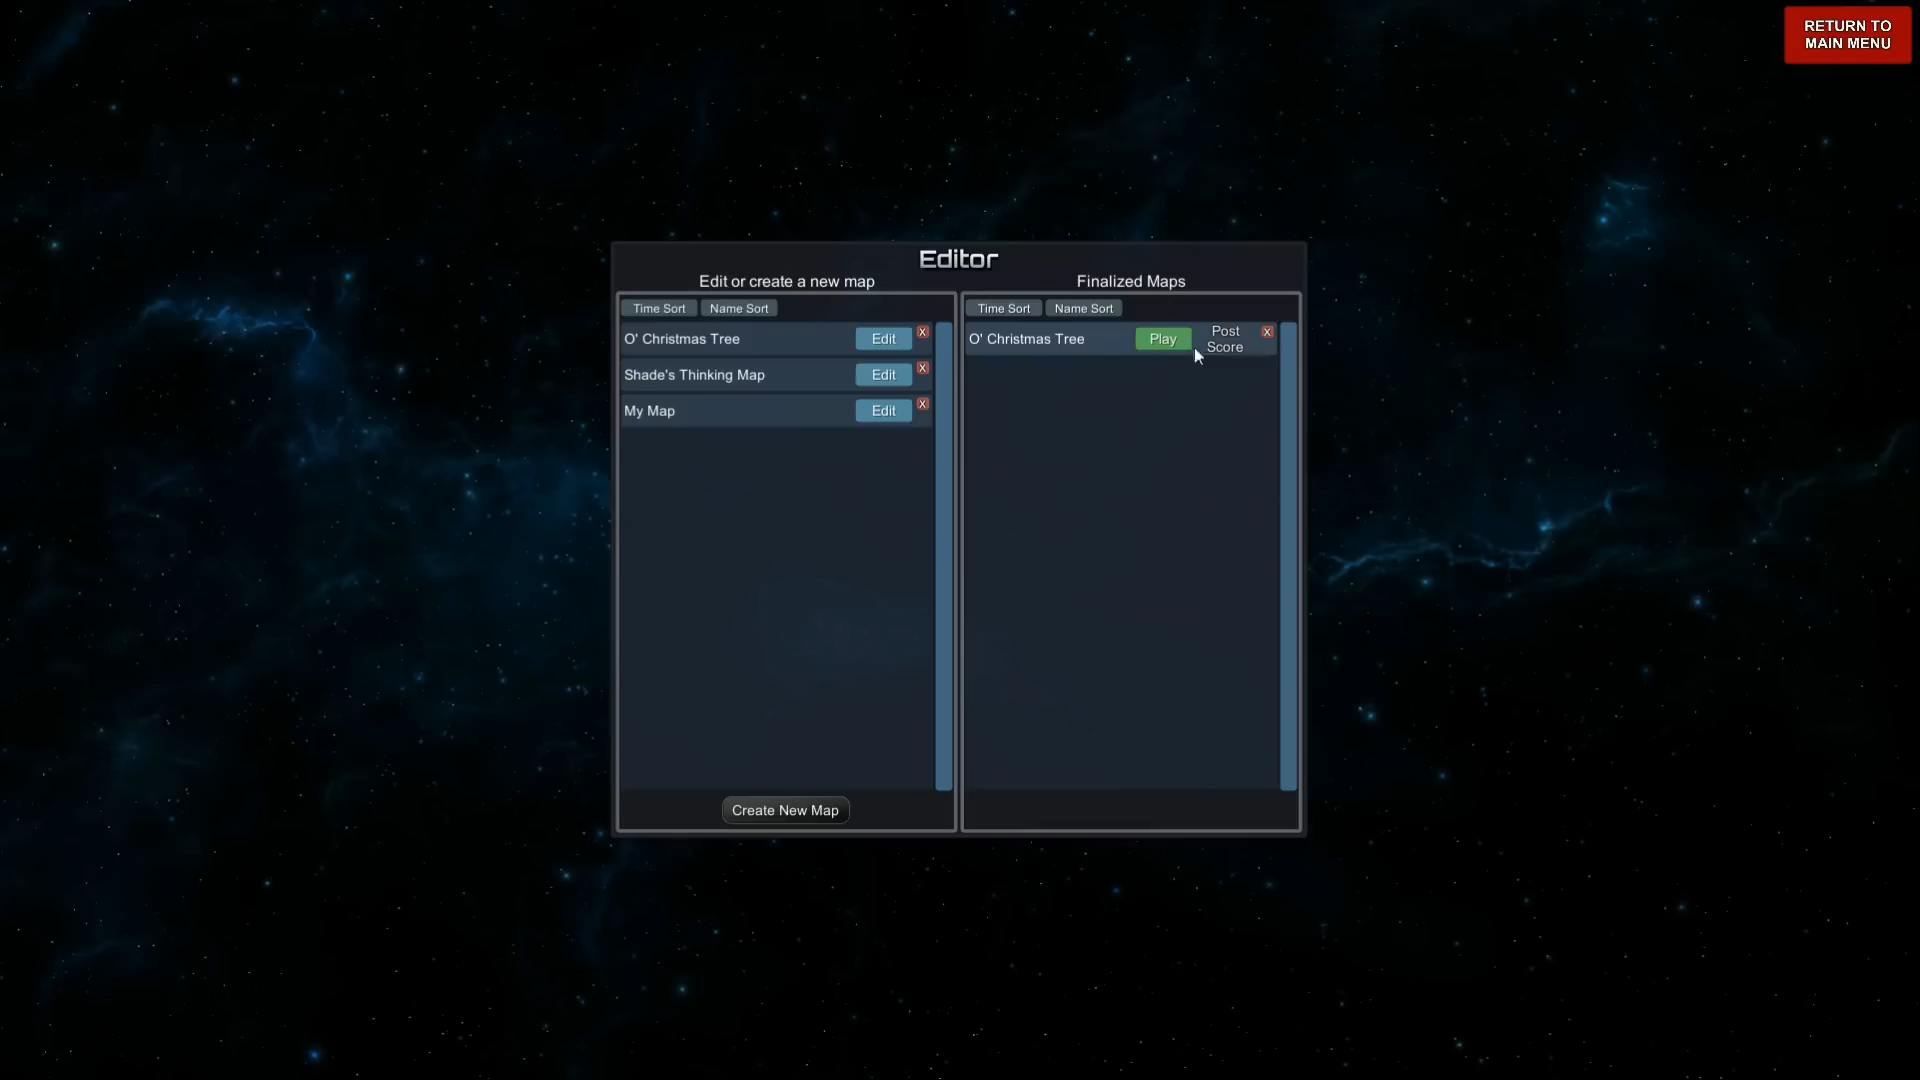 RETURN TO
MAIN MENU
Editor
Edit or create a new map
Finalized Maps
Time Sort
Name Sort
Time Sort
Name Sort
O' Christmas Tree
Edit
X
O' Christmas Tree
Play
Post
Score
X
Shade's Thinking Map
Edit
X
My Map
Edit
X
Create New Map